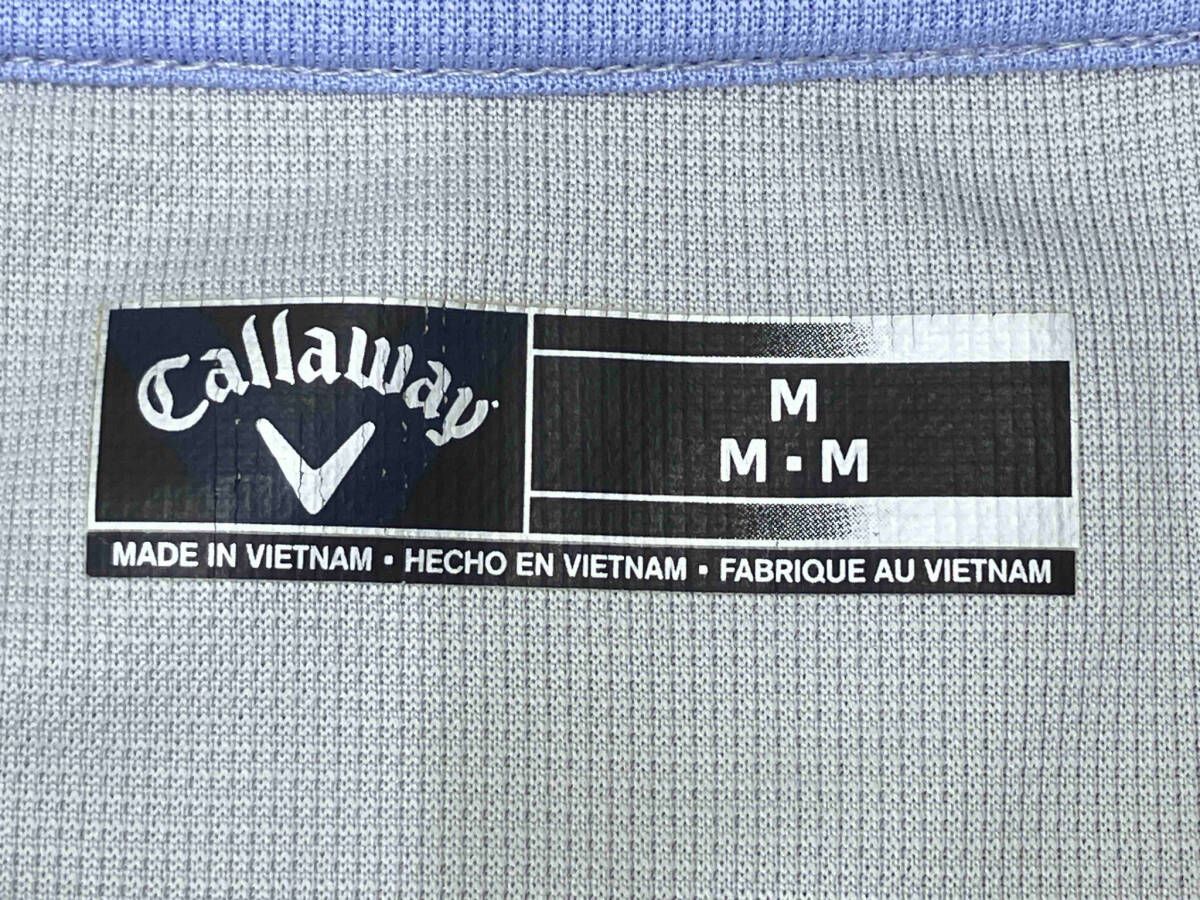 Callaway
M
M · M
MADE IN VIETNAM · HECHO EN VIETNAM · FABRIQUE AU VIETNAM